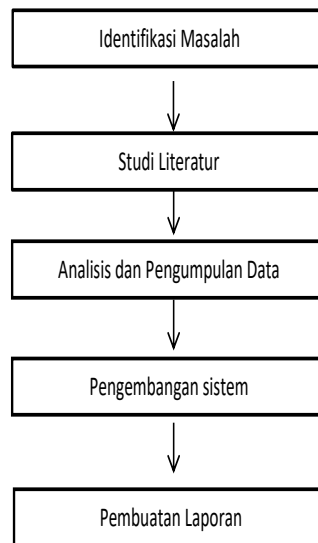 Identifikasi Masalah
Studi Literatur
Analisis dan Pengumpulan Data
Pengembangan sistem
Pembuatan Laporan